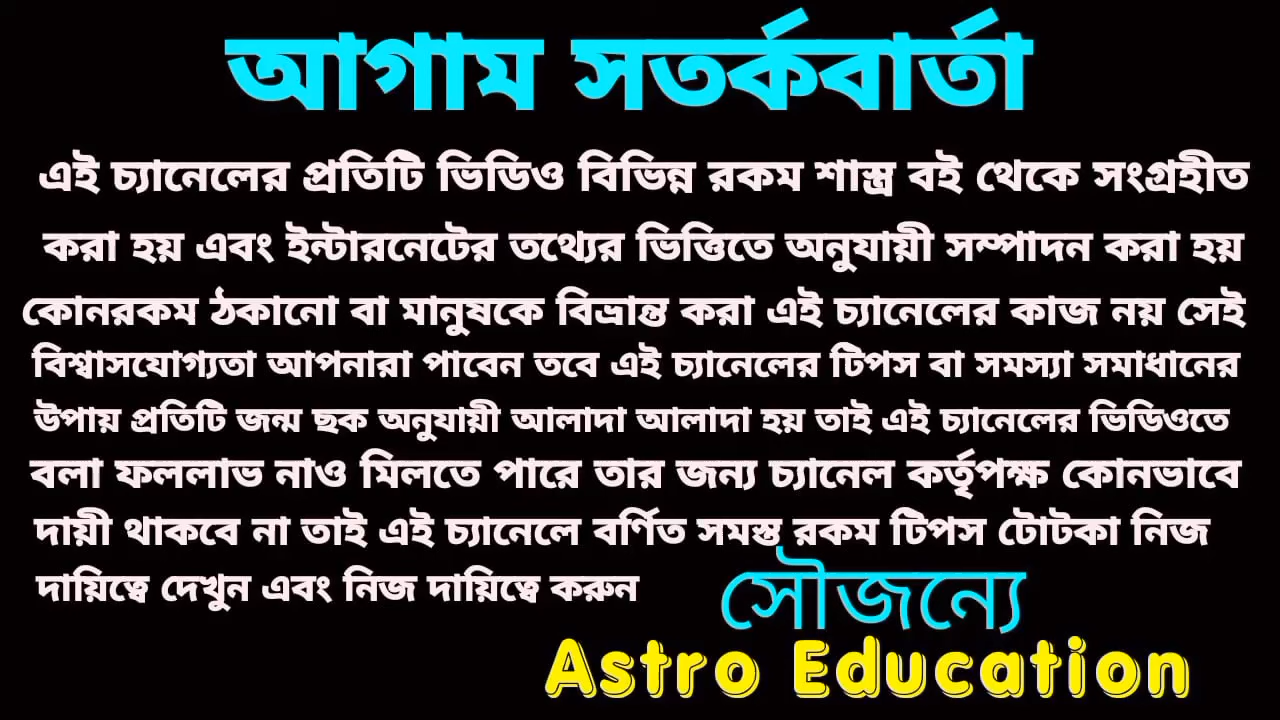 আগাম সতর্কবার্তা
এই চ্যানেলের প্রতিটি ভিডিও বিভিন্ন রকম শাস্ত্র বই থেকে সংগ্রহীত
করা হয় এবং ইন্টারনেটের তথ্যের ভিত্তিতে অনুযায়ী সম্পাদন করা হয়
কোনরকম ঠকানো বা মানুষকে বিভ্রান্ত করা এই চ্যানেলের কাজ নয় সেই
বিশ্বাসযোগ্যতা আপনারা পাবেন তবে এই চ্যানেলের টিপস বা সমস্যা সমাধানের
উপায় প্রতিটি জন্ম ছক অনুযায়ী আলাদা আলাদা হয় তাই এই চ্যানেলের ভিডিওতে
বলা ফললাভ নাও মিলতে পারে তার জন্য চ্যানেল কর্তৃপক্ষ কোনভাবে
দায়ী থাকবে না তাই এই চ্যানেলে বর্ণিত সমস্ত রকম টিপস টোটকা নিজ
দায়িত্বে দেখুন এবং নিজ দায়িত্বে করুন
সৌজন্যে
Astro Education